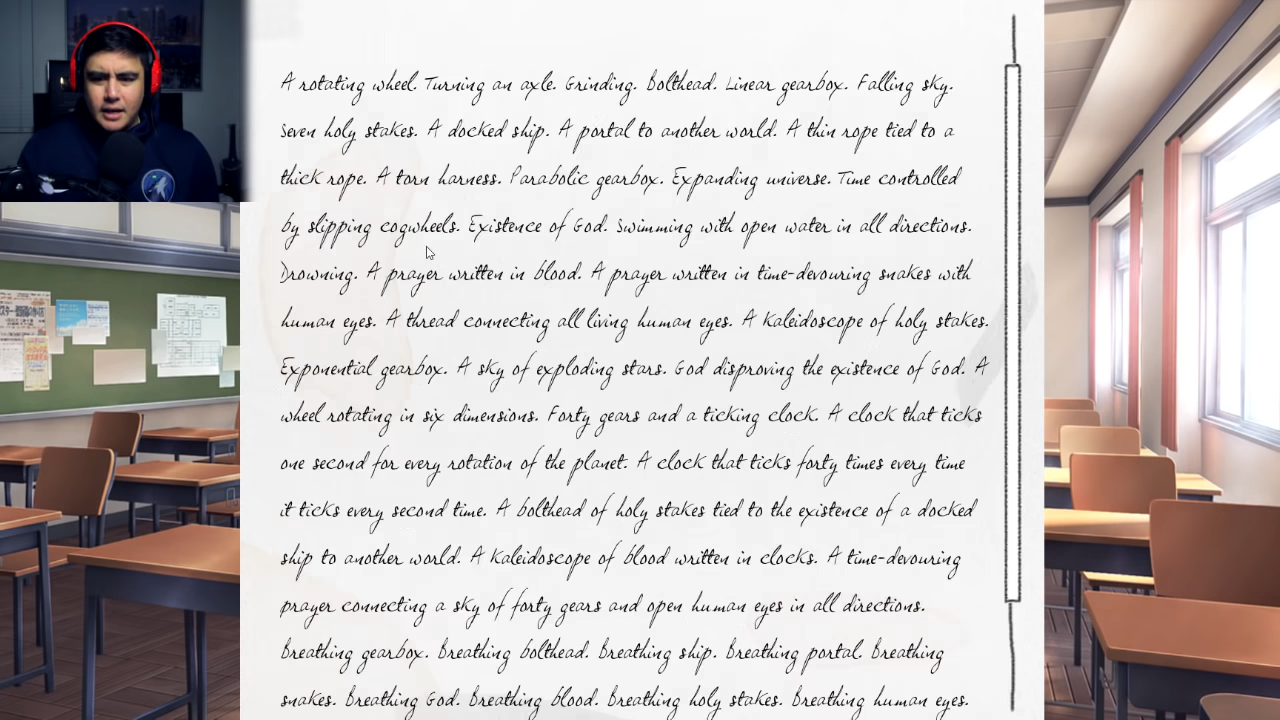 A rotating wheel. Turning an axle. Grinding. Bolthead. Linear gearbox. Falling sky.
Seven holy stakes. A docked ship. A portal to another world. A thin rope tied to a
thick rope. A torn harness. Parabolic gearbox. Expanding universe. Time controlled
by slipping cogwheels. Existence of God. Swimming with open water in all directions.
Drowning. A prayer written in blood. A prayer written in time-devouring snakes with
human eyes. A thread connecting all living human eyes. A kaleidoscope of holy stakes.
Exponential gearbox. A sky of exploding stars. God disproving the existence of God. A
wheel rotating in six dimensions. Forty gears and a ticking clock. A clock that ticks
one second for every rotation of the planet. A clock that ticks forty times every time
it ticks every second time. A bolthead of holy stakes tied to the existence of a docked
ship to another world. A kaleidoscope of blood written in clocks. A time-devouring
prayer connecting a sky of forty gears and open human eyes in all directions.
Breathing gearbox. Breathing bolthead. Breathing ship. Breathing portal. Breathing
snakes. Breathing God. Breathing blood. Breathing holy stakes. Breathing human eyes.